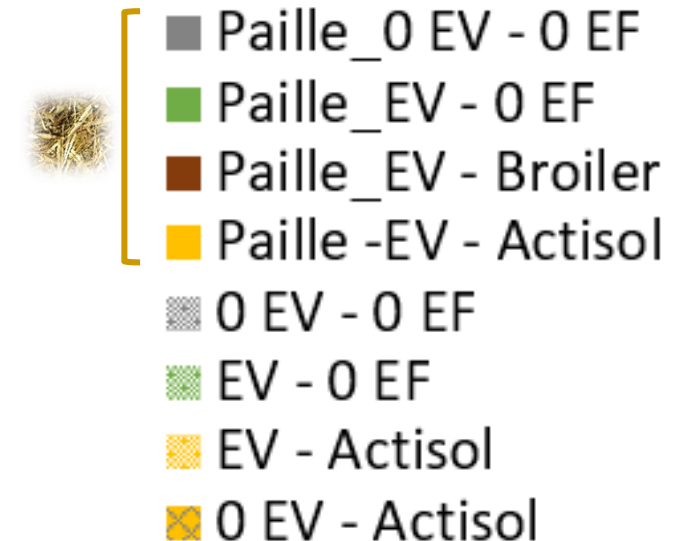 Paille_0 EV - 0 EF
Paille_EV - 0 EF
Paille_EV - Broiler
Paille -EV - Actisol
0 EV - 0 EF
EV - 0 EF
EV - Actisol
0 EV - Actisol